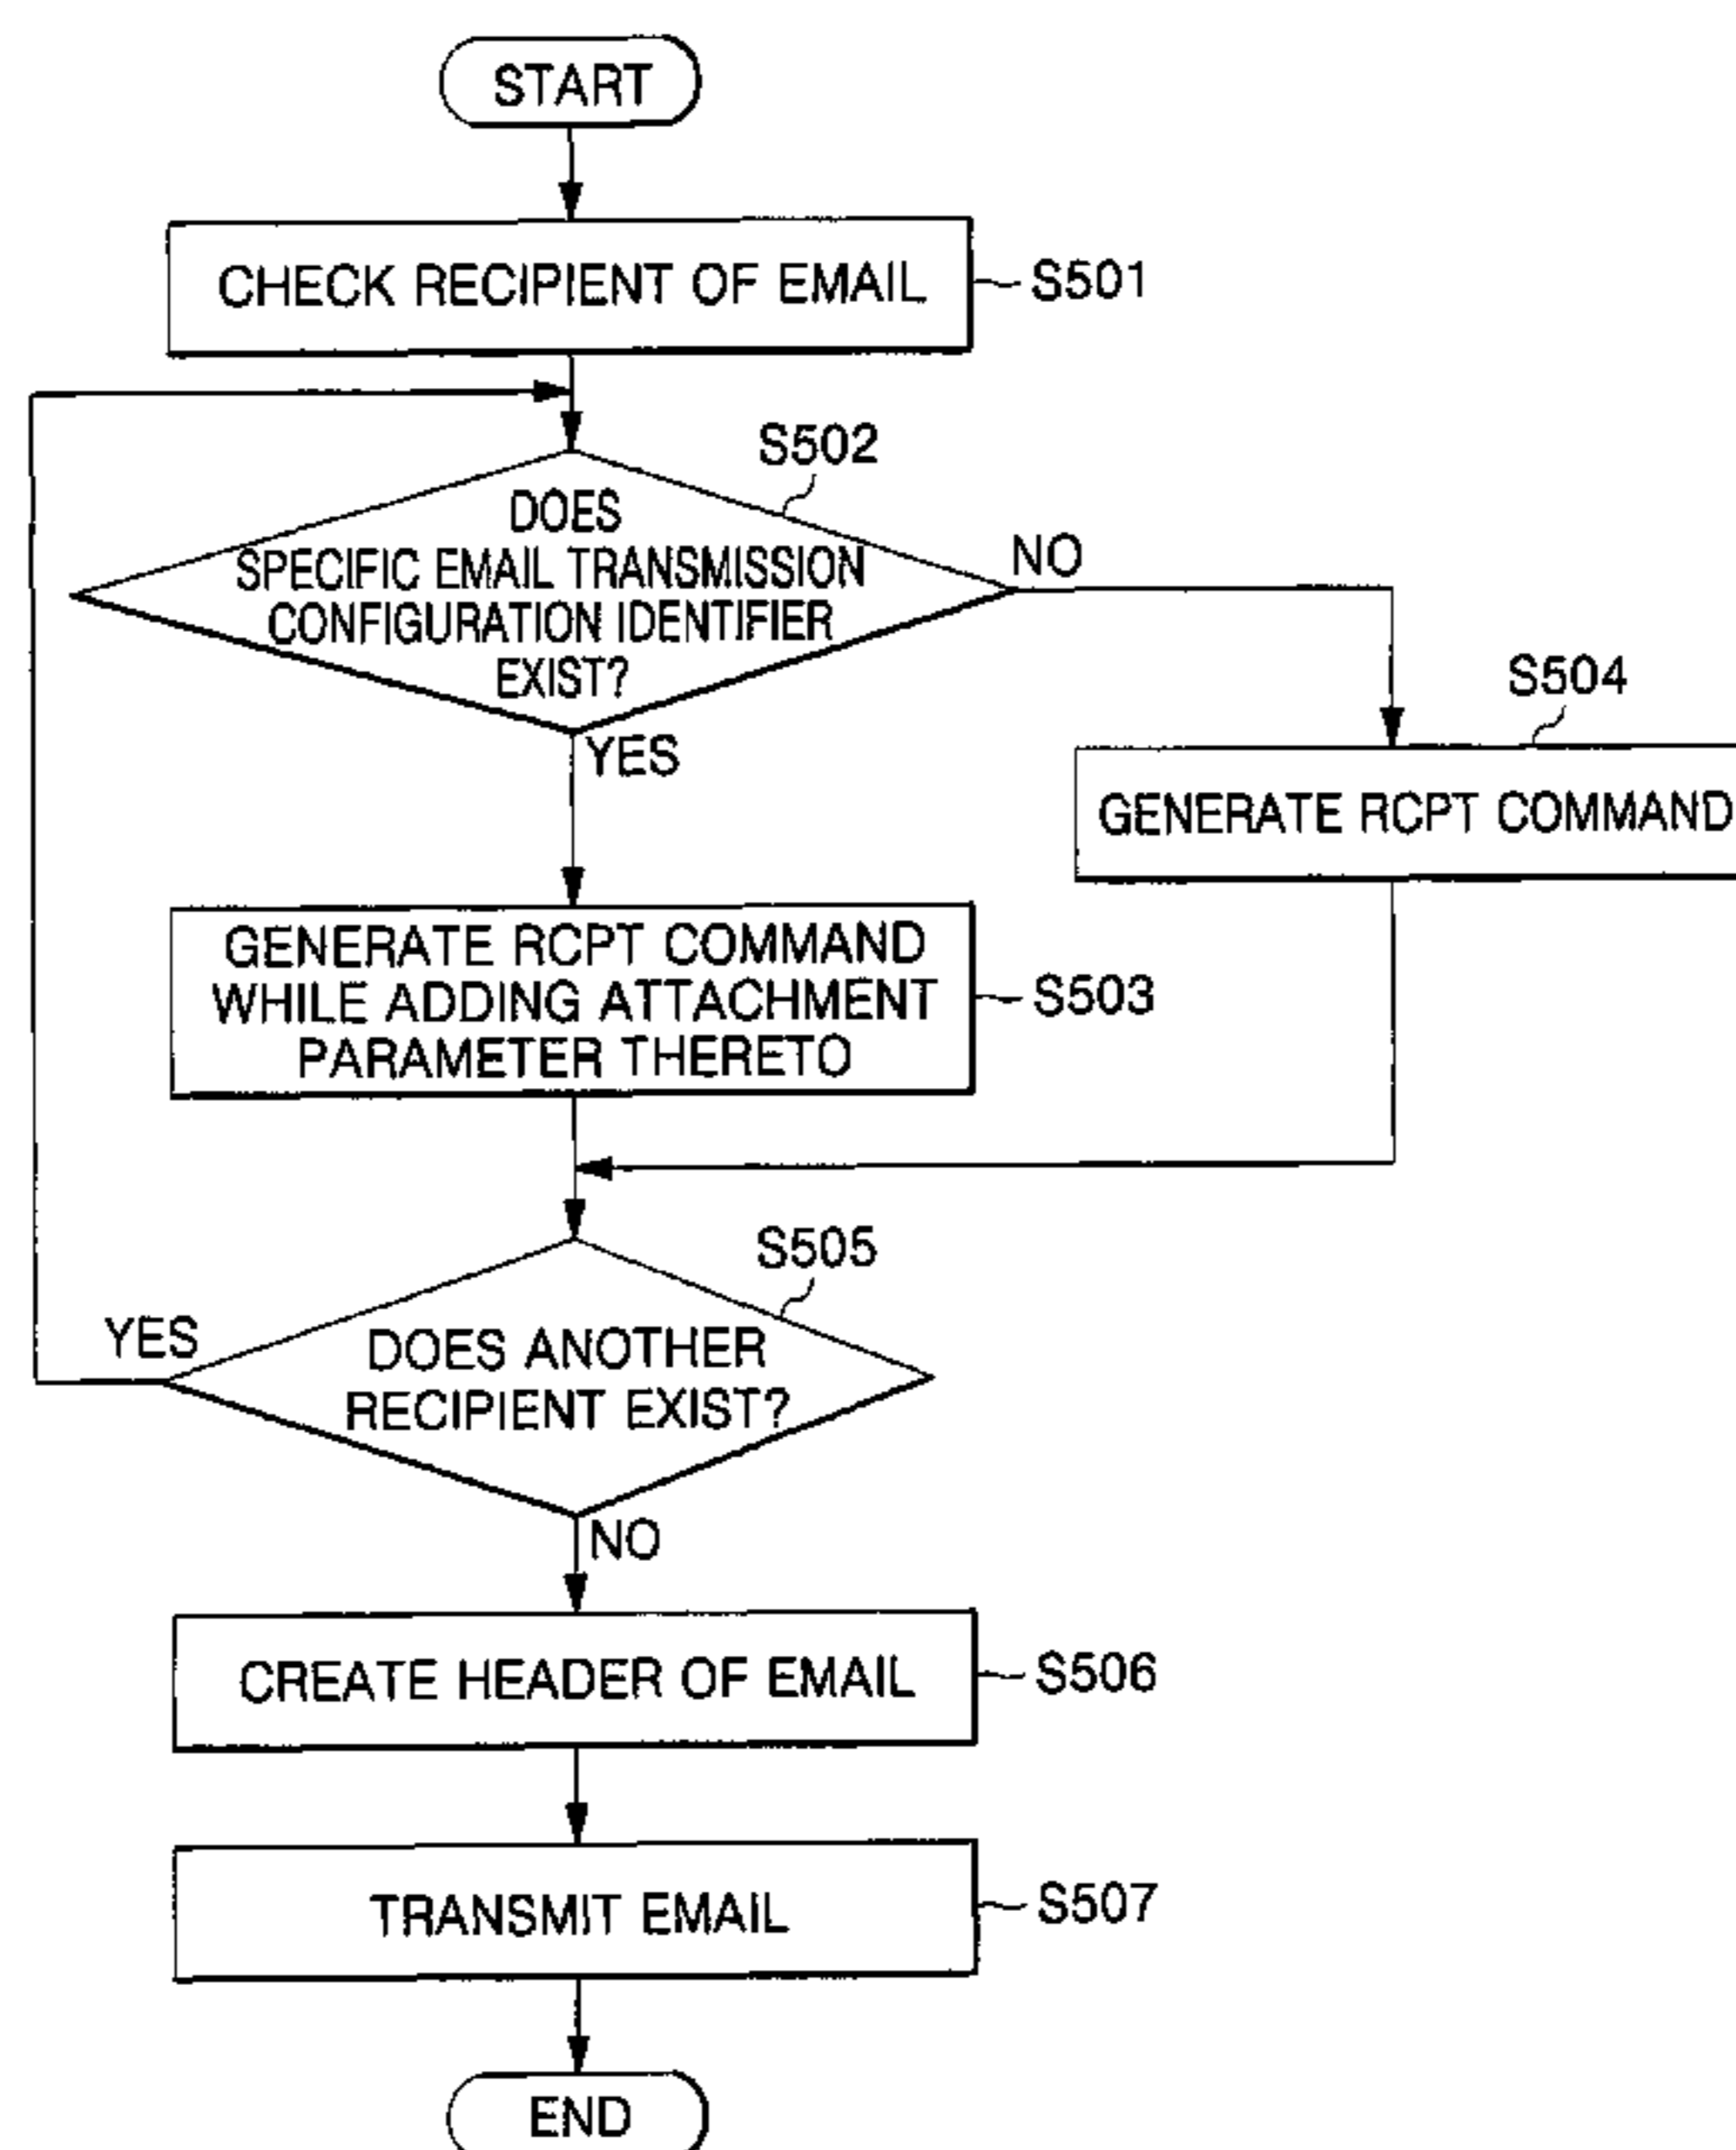 START
CHECK RECIPIENT OF EMAIL
S501
S502
DOES
SPECIFIC EMAIL TRANSMISSION
CONFIGURATION IDENTIFIER
EXIST?
NO
YES
S504
GENERATE RCPT COMMAND
GENERATE RCPT COMMAND
WHILE ADDING ATTACHMENT
PARAMETER THERETO
S503
S505
DOES ANOTHER
RECIPIENT EXIST?
YES
NO
CREATE HEADER OF EMAIL
S506
TRANSMIT EMAIL
S507
END